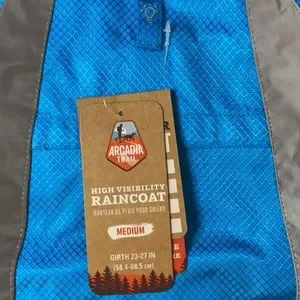 ARCADIA
TRAIL
HIGH VISIBILITY
RAINCOAT
MANTEAU DE PLUIE POUR CHIENS
MEDIUM
GIRTH 23-27 IN
(58.4-68.5 CM)